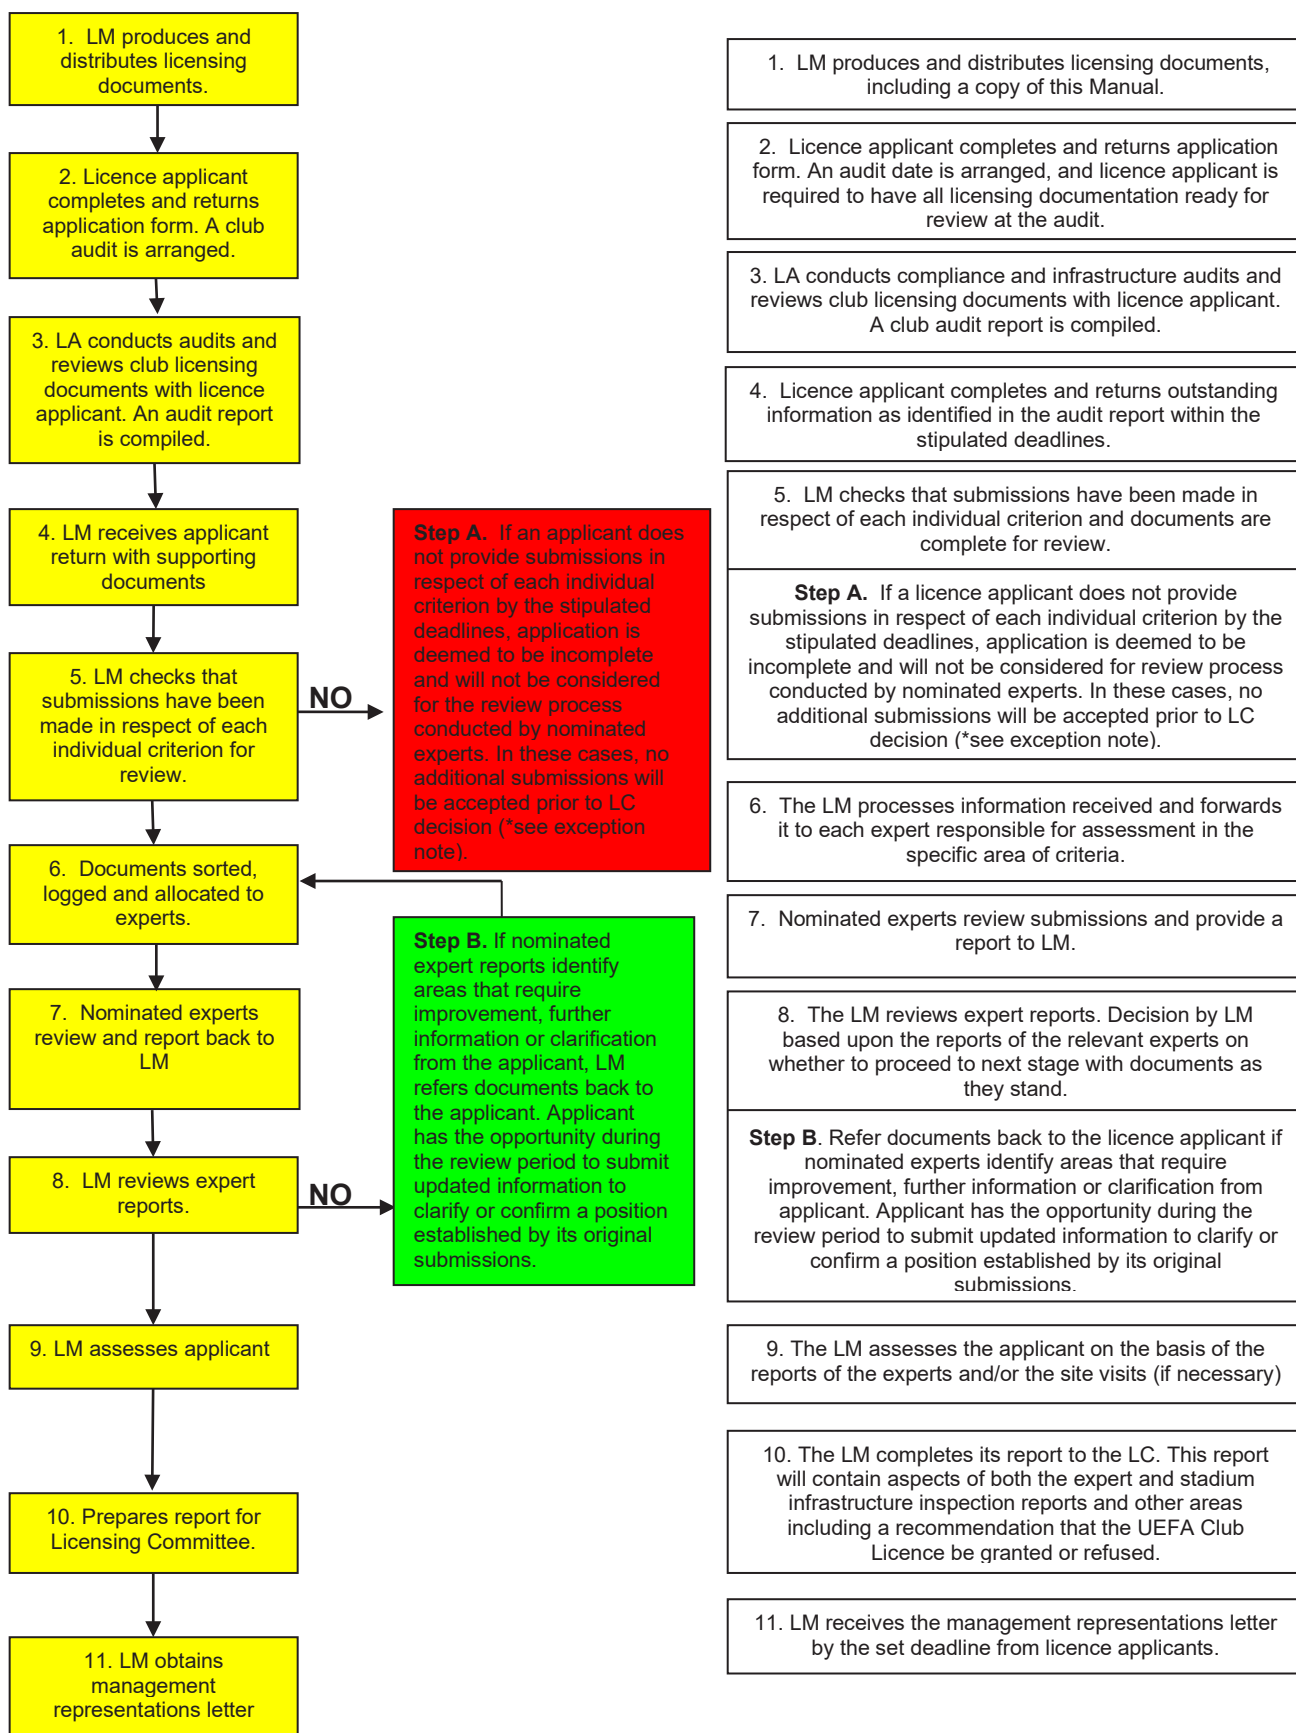 1. LM produces and
distributes licensing
documents.
2. Licence applicant
completes and returns
application form. A club
audit is arranged.
3. LA conducts audits and
reviews club licensing
documents with licence
applicant. An audit report
is compiled.
4. LM receives applicant
return with supporting
documents
5. LM checks that
submissions have been
made in respect of each
individual criterion for
review.
NO
6. Documents sorted,
logged and allocated to
experts.
7. Nominated experts
review and report back to
LM
8. LM reviews expert
reports.
NO
9. LM assesses applicant
10. Prepares report for
Licensing Committee.
11. LM obtains
management
representations letter
Step A. If an applicant does
not provide submissions in
respect of each individual
criterion by the stipulated
deadlines, application is
deemed to be incomplete
and will not be considered
for the review process
conducted by nominated
experts. In these cases, no
additional submissions will
be accepted prior to LC
decision (*see exception
note).
Step B. If nominated
expert reports identify
areas that require
improvement, further
information or clarification
from the applicant, LM
refers documents back to
the applicant. Applicant
has the opportunity during
the review period to submit
updated information to
clarify or confirm a position
established by its original
submissions.
1. LM produces and distributes licensing documents,
including a copy of this Manual.
2. Licence applicant completes and returns application
form. An audit date is arranged, and licence applicant is
required to have all licensing documentation ready for
review at the audit.
3. LA conducts compliance and infrastructure audits and
reviews club licensing documents with licence applicant.
A club audit report is compiled.
4. Licence applicant completes and returns outstanding
information as identified in the audit report within the
stipulated deadlines.
5. LM checks that submissions have been made in
respect of each individual criterion and documents are
complete for review.
Step A. If a licence applicant does not provide
submissions in respect of each individual criterion by the
stipulated deadlines, application is deemed to be
incomplete and will not be considered for review process
conducted by nominated experts. In these cases, no
additional submissions will be accepted prior to LC
decision (*see exception note).
6. The LM processes information received and forwards
it to each expert responsible for assessment in the
specific area of criteria.
7. Nominated experts review submissions and provide a
report to LM.
8. The LM reviews expert reports. Decision by LM
based upon the reports of the relevant experts on
whether to proceed to next stage with documents as
they stand.
Step B. Refer documents back to the licence applicant if
nominated experts identify areas that require
improvement, further information or clarification from
applicant. Applicant has the opportunity during the
review period to submit updated information to clarify or
confirm a position established by its original
submissions.
9. The LM assesses the applicant on the basis of the
reports of the experts and/or the site visits (if necessary)
10. The LM completes its report to the LC. This report
will contain aspects of both the expert and stadium
infrastructure inspection reports and other areas
including a recommendation that the UEFA Club
Licence be granted or refused.
11. LM receives the management representations letter
by the set deadline from licence applicants.